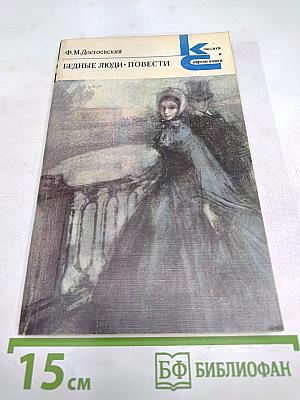 Ф.М.Достоевский
Классики
и
Современники
БЕДНЫЕ ЛЮДИ · ПОВЕСТИ
15 см
БФ БИБЛИОФАН